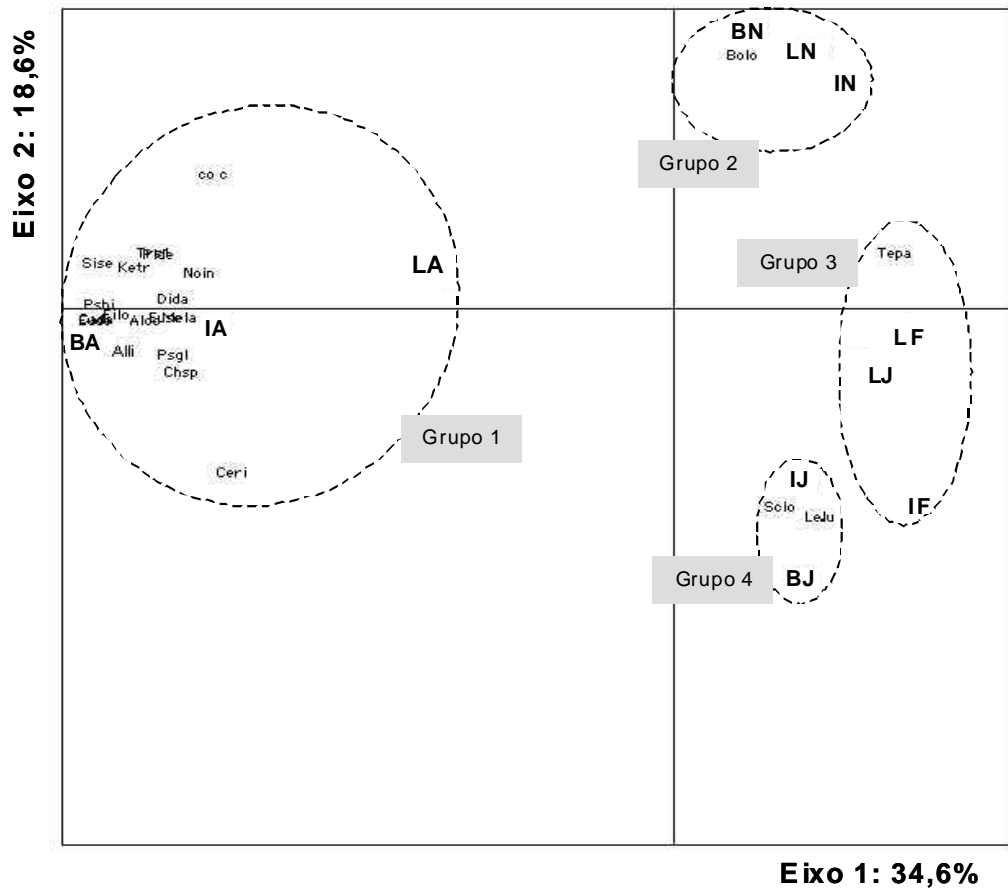 Eixo 2: 18,6%
BN
LN
Bolo
IN
Grupo 2
co c
Sise
Ketr
Noin
LA
Grupo 3
Tepa
Pshi
Dida
IA
BA
Alli
Psgl
Chsp
LF
LJ
Grupo 1
Ceri
IJ
Sclo
LeJu
IF
Grupo 4
BJ
Eixo 1: 34,6%